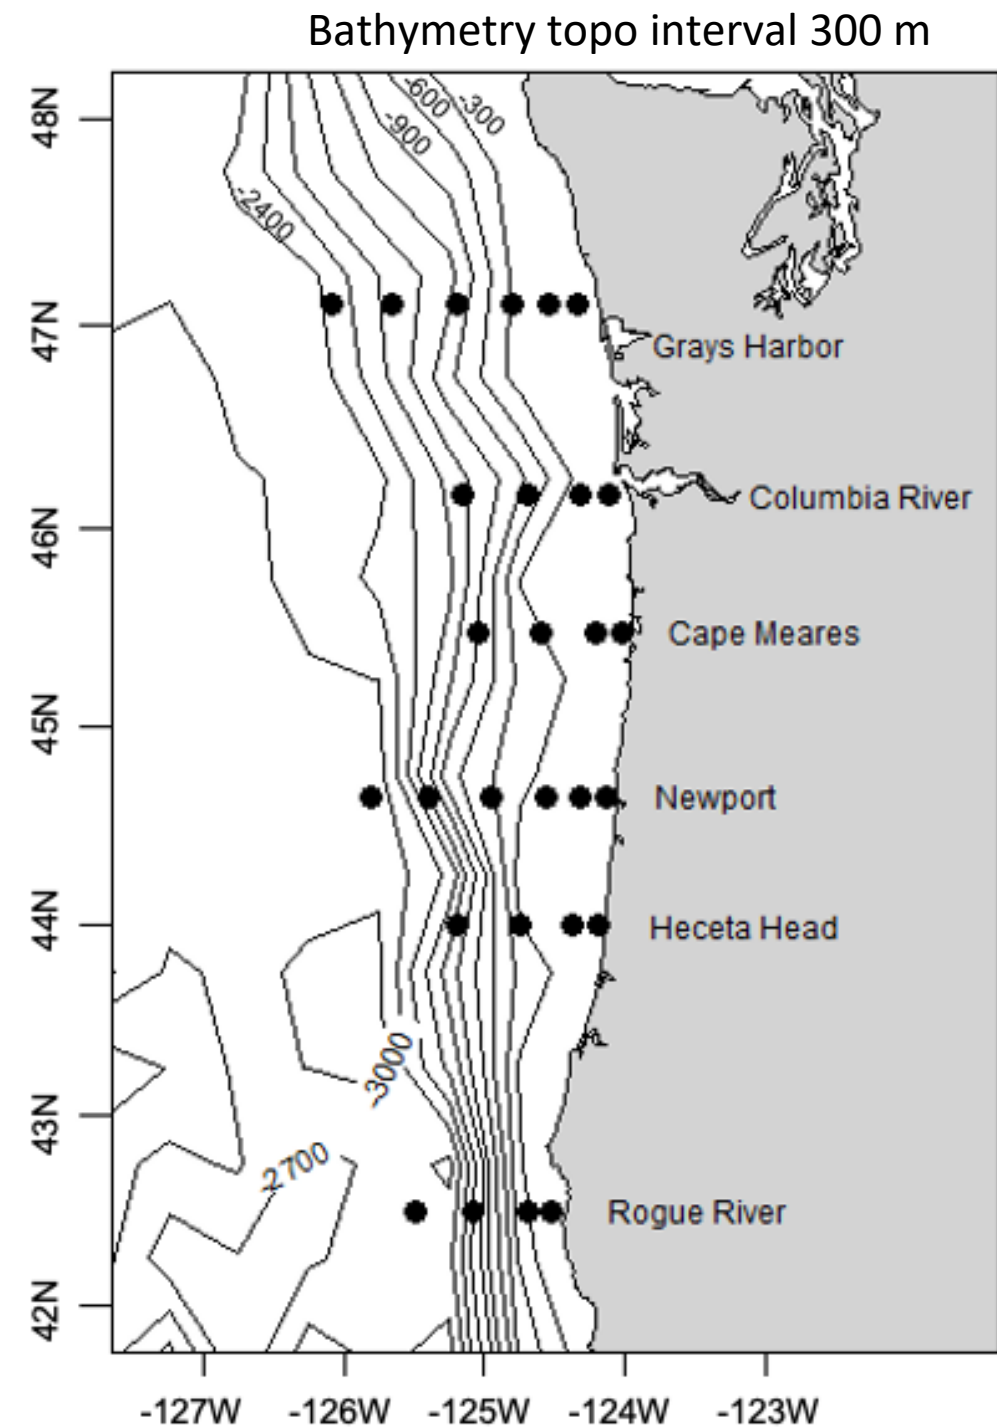 Bathymetry topo interval 300 m
48N
47N
46N
45N
44N
43N
42N
-600
-300
-900
-2400
Grays Harbor
Columbia River
Cape Meares
Newport
Heceta Head
-3000
-2700
Rogue River
-127W
-126W
-125W
-124W
-123W